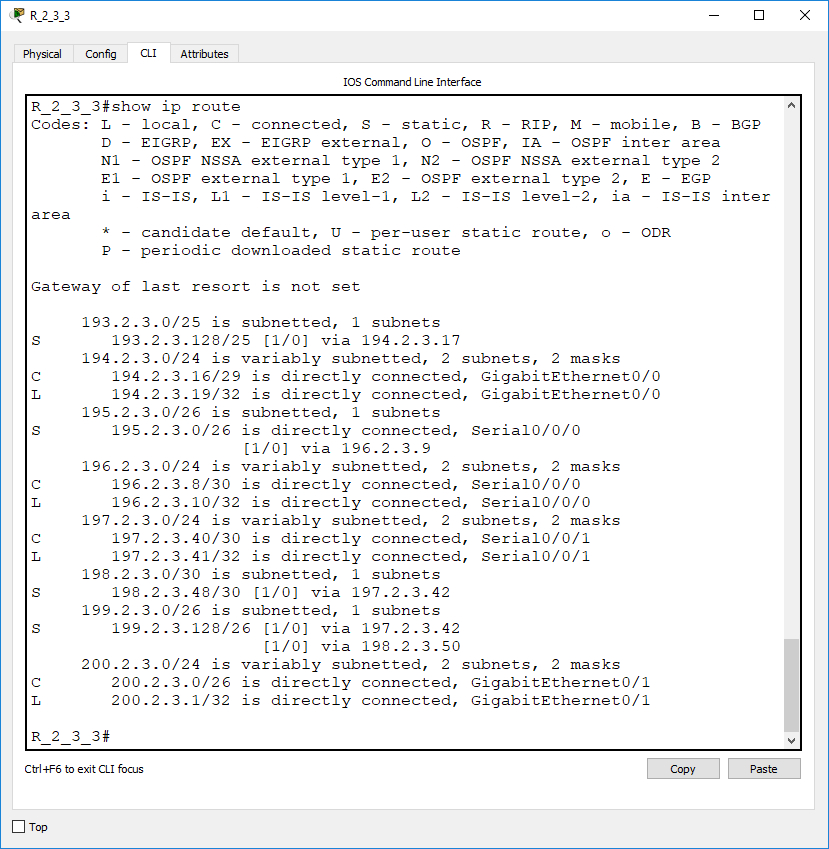 R_2_3_3
Physical Config CLI Attributes
IOS Command Line Interface
R_2_3_3#show ip route
Codes: L - local, C - connected, S - static, R - RIP, M - mobile, B - BGP
       D - EIGRP, EX - EIGRP external, O - OSPF, IA - OSPF inter area
       N1 - OSPF NSSA external type 1, N2 - OSPF NSSA external type 2
       E1 - OSPF external type 1, E2 - OSPF external type 2, E - EGP
       i - IS-IS, L1 - IS-IS level-1, L2 - IS-IS level-2, ia - IS-IS inter
area
       * - candidate default, U - per-user static route, o - ODR
       P - periodic downloaded static route
Gateway of last resort is not set
     193.2.3.0/25 is subnetted, 1 subnets
S       193.2.3.128/25 [1/0] via 194.2.3.17
     194.2.3.0/24 is variably subnetted, 2 subnets, 2 masks
C       194.2.3.16/29 is directly connected, GigabitEthernet0/0
L       194.2.3.19/32 is directly connected, GigabitEthernet0/0
     195.2.3.0/26 is subnetted, 1 subnets
S       195.2.3.0/26 is directly connected, Serial0/0/0
                     [1/0] via 196.2.3.9
     196.2.3.0/24 is variably subnetted, 2 subnets, 2 masks
C       196.2.3.8/30 is directly connected, Serial0/0/0
L       196.2.3.10/32 is directly connected, Serial0/0/0
     197.2.3.0/24 is variably subnetted, 2 subnets, 2 masks
C       197.2.3.40/30 is directly connected, Serial0/0/1
L       197.2.3.41/32 is directly connected, Serial0/0/1
     198.2.3.0/30 is subnetted, 1 subnets
S       198.2.3.48/30 [1/0] via 197.2.3.42
     199.2.3.0/26 is subnetted, 1 subnets
S       199.2.3.128/26 [1/0] via 197.2.3.42
                       [1/0] via 198.2.3.50
     200.2.3.0/24 is variably subnetted, 2 subnets, 2 masks
C       200.2.3.0/26 is directly connected, GigabitEthernet0/1
L       200.2.3.1/32 is directly connected, GigabitEthernet0/1
R_2_3_3#
Ctrl+F6 to exit CLI focus Copy Paste
Top